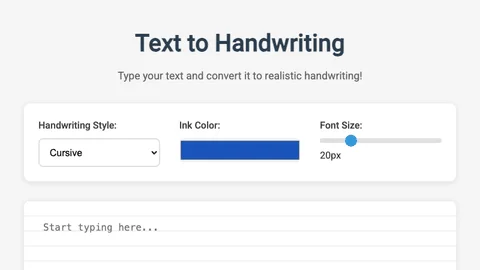 Text to Handwriting
Type your text and convert it to realistic handwriting!
Handwriting Style: Ink Color: Font Size:
Cursive
20px
Start typing here...